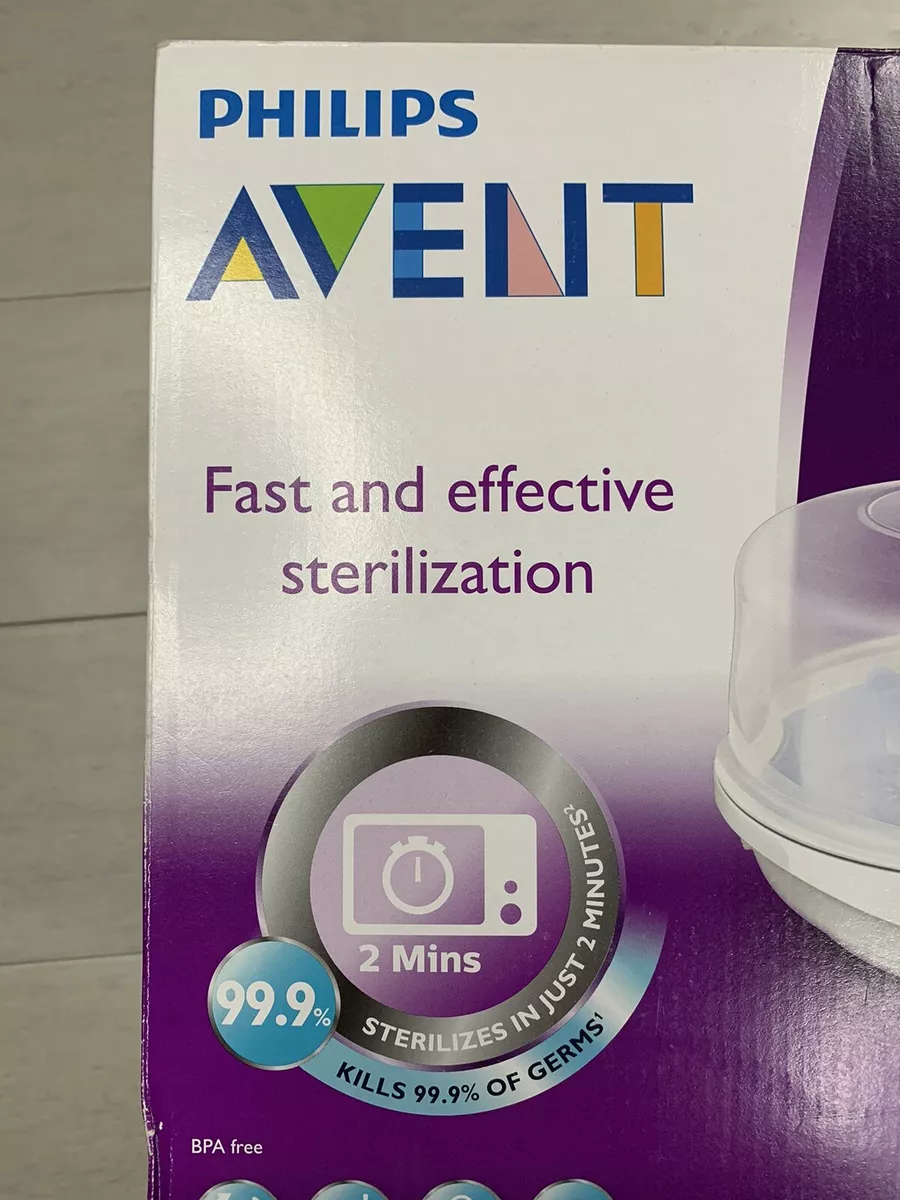 PHILIPS
AVENT
Fast and effective
sterilization
2 Mins
STERILIZES IN JUST 2 MINUTES²
99.9%
KILLS 99.9% OF GERMS¹
BPA free